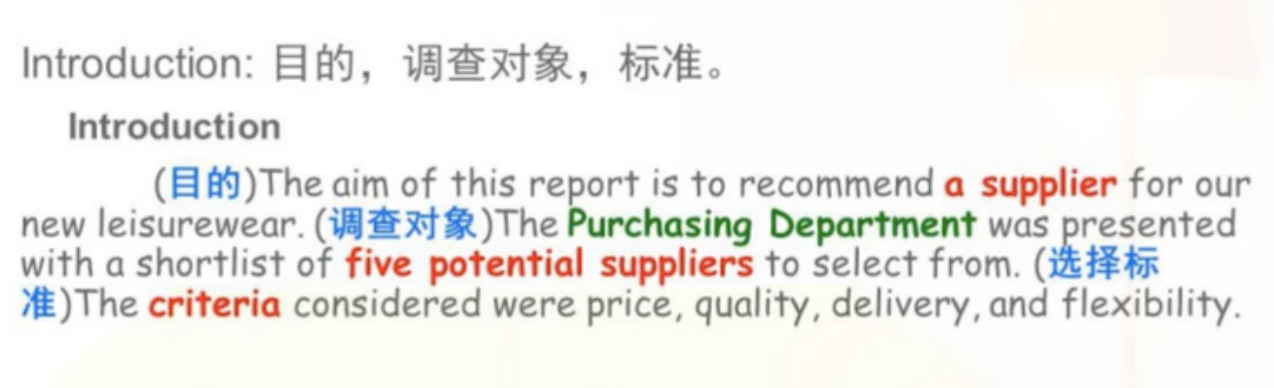 Introduction: 目的，调查对象，标准。
Introduction
(目的)The aim of this report is to recommend a supplier for our
new leisurewear. (调查对象)The Purchasing Department was presented
with a shortlist of five potential suppliers to select from. (选择标
准)The criteria considered were price, quality, delivery, and flexibility.